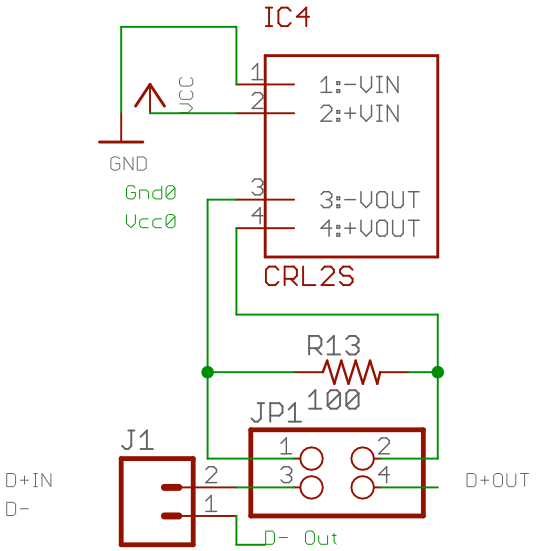 IC4
1
1:-VIN
VCC
2
2:+VIN
GND
Gnd0
3
3:-VOUT
Vcc0
4
4:+VOUT
CRL2S
R13
100
JP1
J1
1
2
D+IN
2
3
4
D+OUT
D-
1
D- Out